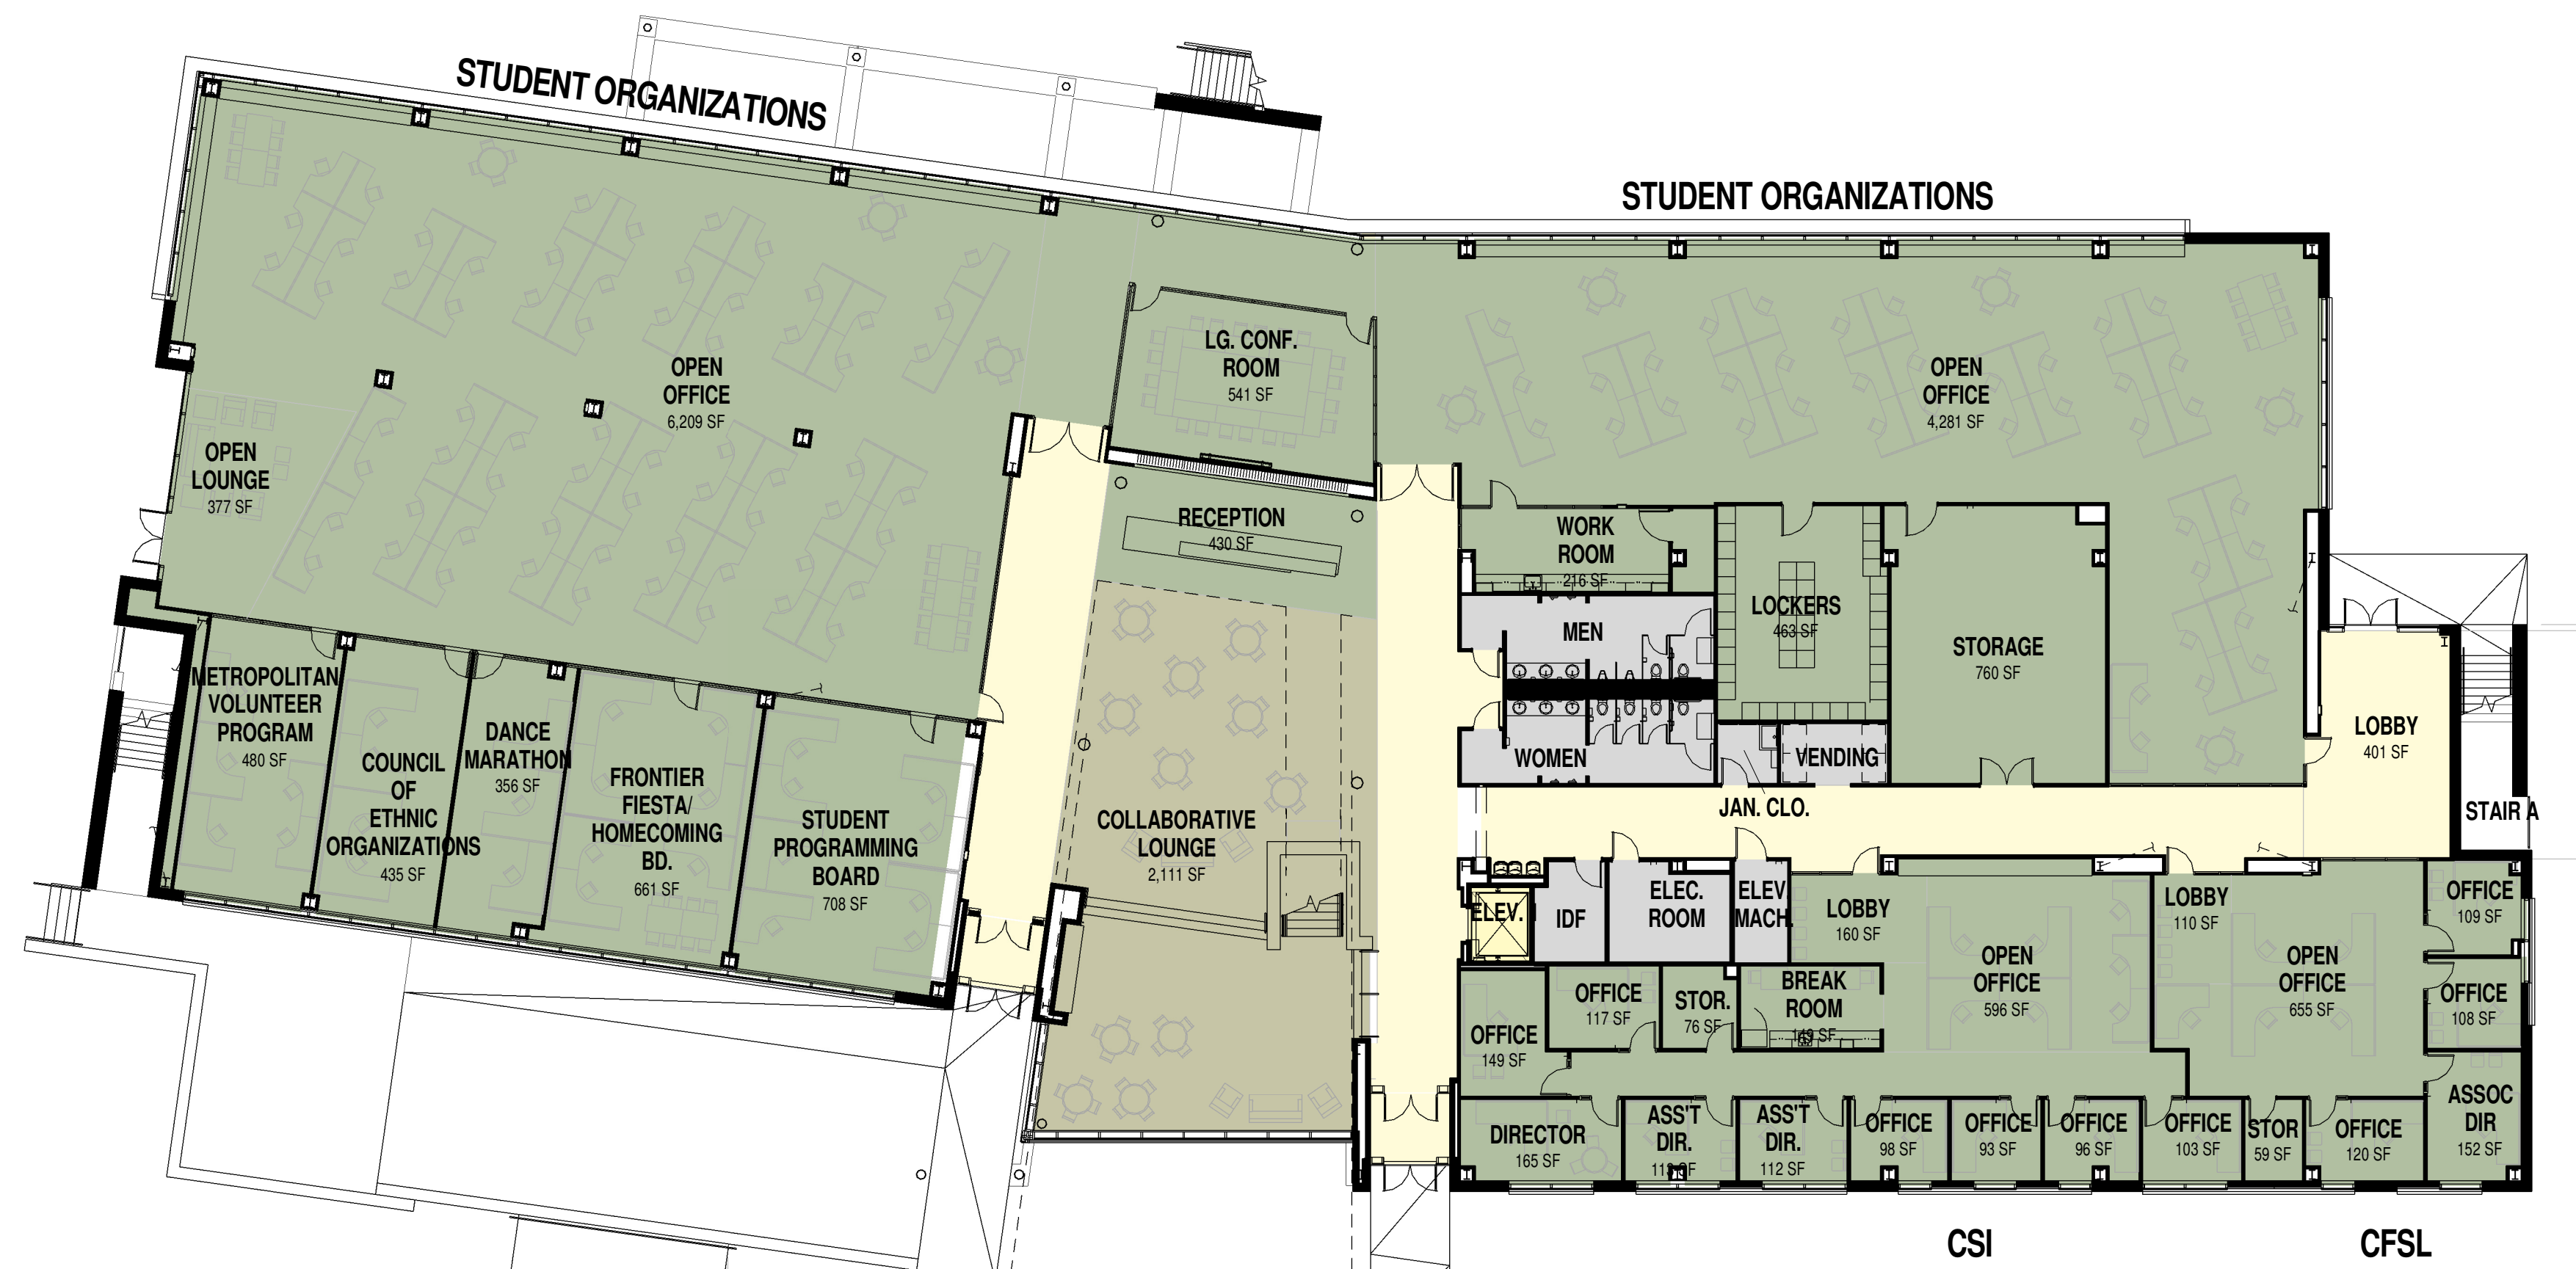 STUDENT ORGANIZATIONS
STUDENT ORGANIZATIONS
OPEN
OFFICE
6,209 SF
OPEN
LOUNGE
377 SF
LG. CONF.
ROOM
541 SF
OPEN
OFFICE
4,281 SF
RECEPTION
430 SF
WORK
ROOM
216 SF
MEN
LOCKERS
463 SF
STORAGE
760 SF
WOMEN
VENDING
LOBBY
401 SF
JAN. CLO.
STAIR A
METROPOLITAN
VOLUNTEER
PROGRAM
480 SF
COUNCIL
OF
ETHNIC
ORGANIZATIONS
435 SF
DANCE
MARATHON
356 SF
FRONTIER
FIESTA/
HOMECOMING
BD.
661 SF
STUDENT
PROGRAMMING
BOARD
708 SF
COLLABORATIVE
LOUNGE
2,111 SF
ELEV. 1
IDF
ELEC.
ROOM
ELEV
MACH.
LOBBY
160 SF
OPEN
OFFICE
596 SF
LOBBY
110 SF
OPEN
OFFICE
655 SF
OFFICE
109 SF
OFFICE
108 SF
OFFICE
149 SF
OFFICE
117 SF
STOR.
76 SF
BREAK
ROOM
149 SF
DIRECTOR
165 SF
ASS'T
DIR.
113 SF
ASS'T
DIR.
112 SF
OFFICE
98 SF
OFFICE
93 SF
OFFICE
96 SF
OFFICE
103 SF
STOR
59 SF
OFFICE
120 SF
ASSOC
DIR
152 SF
CSI
CFSL